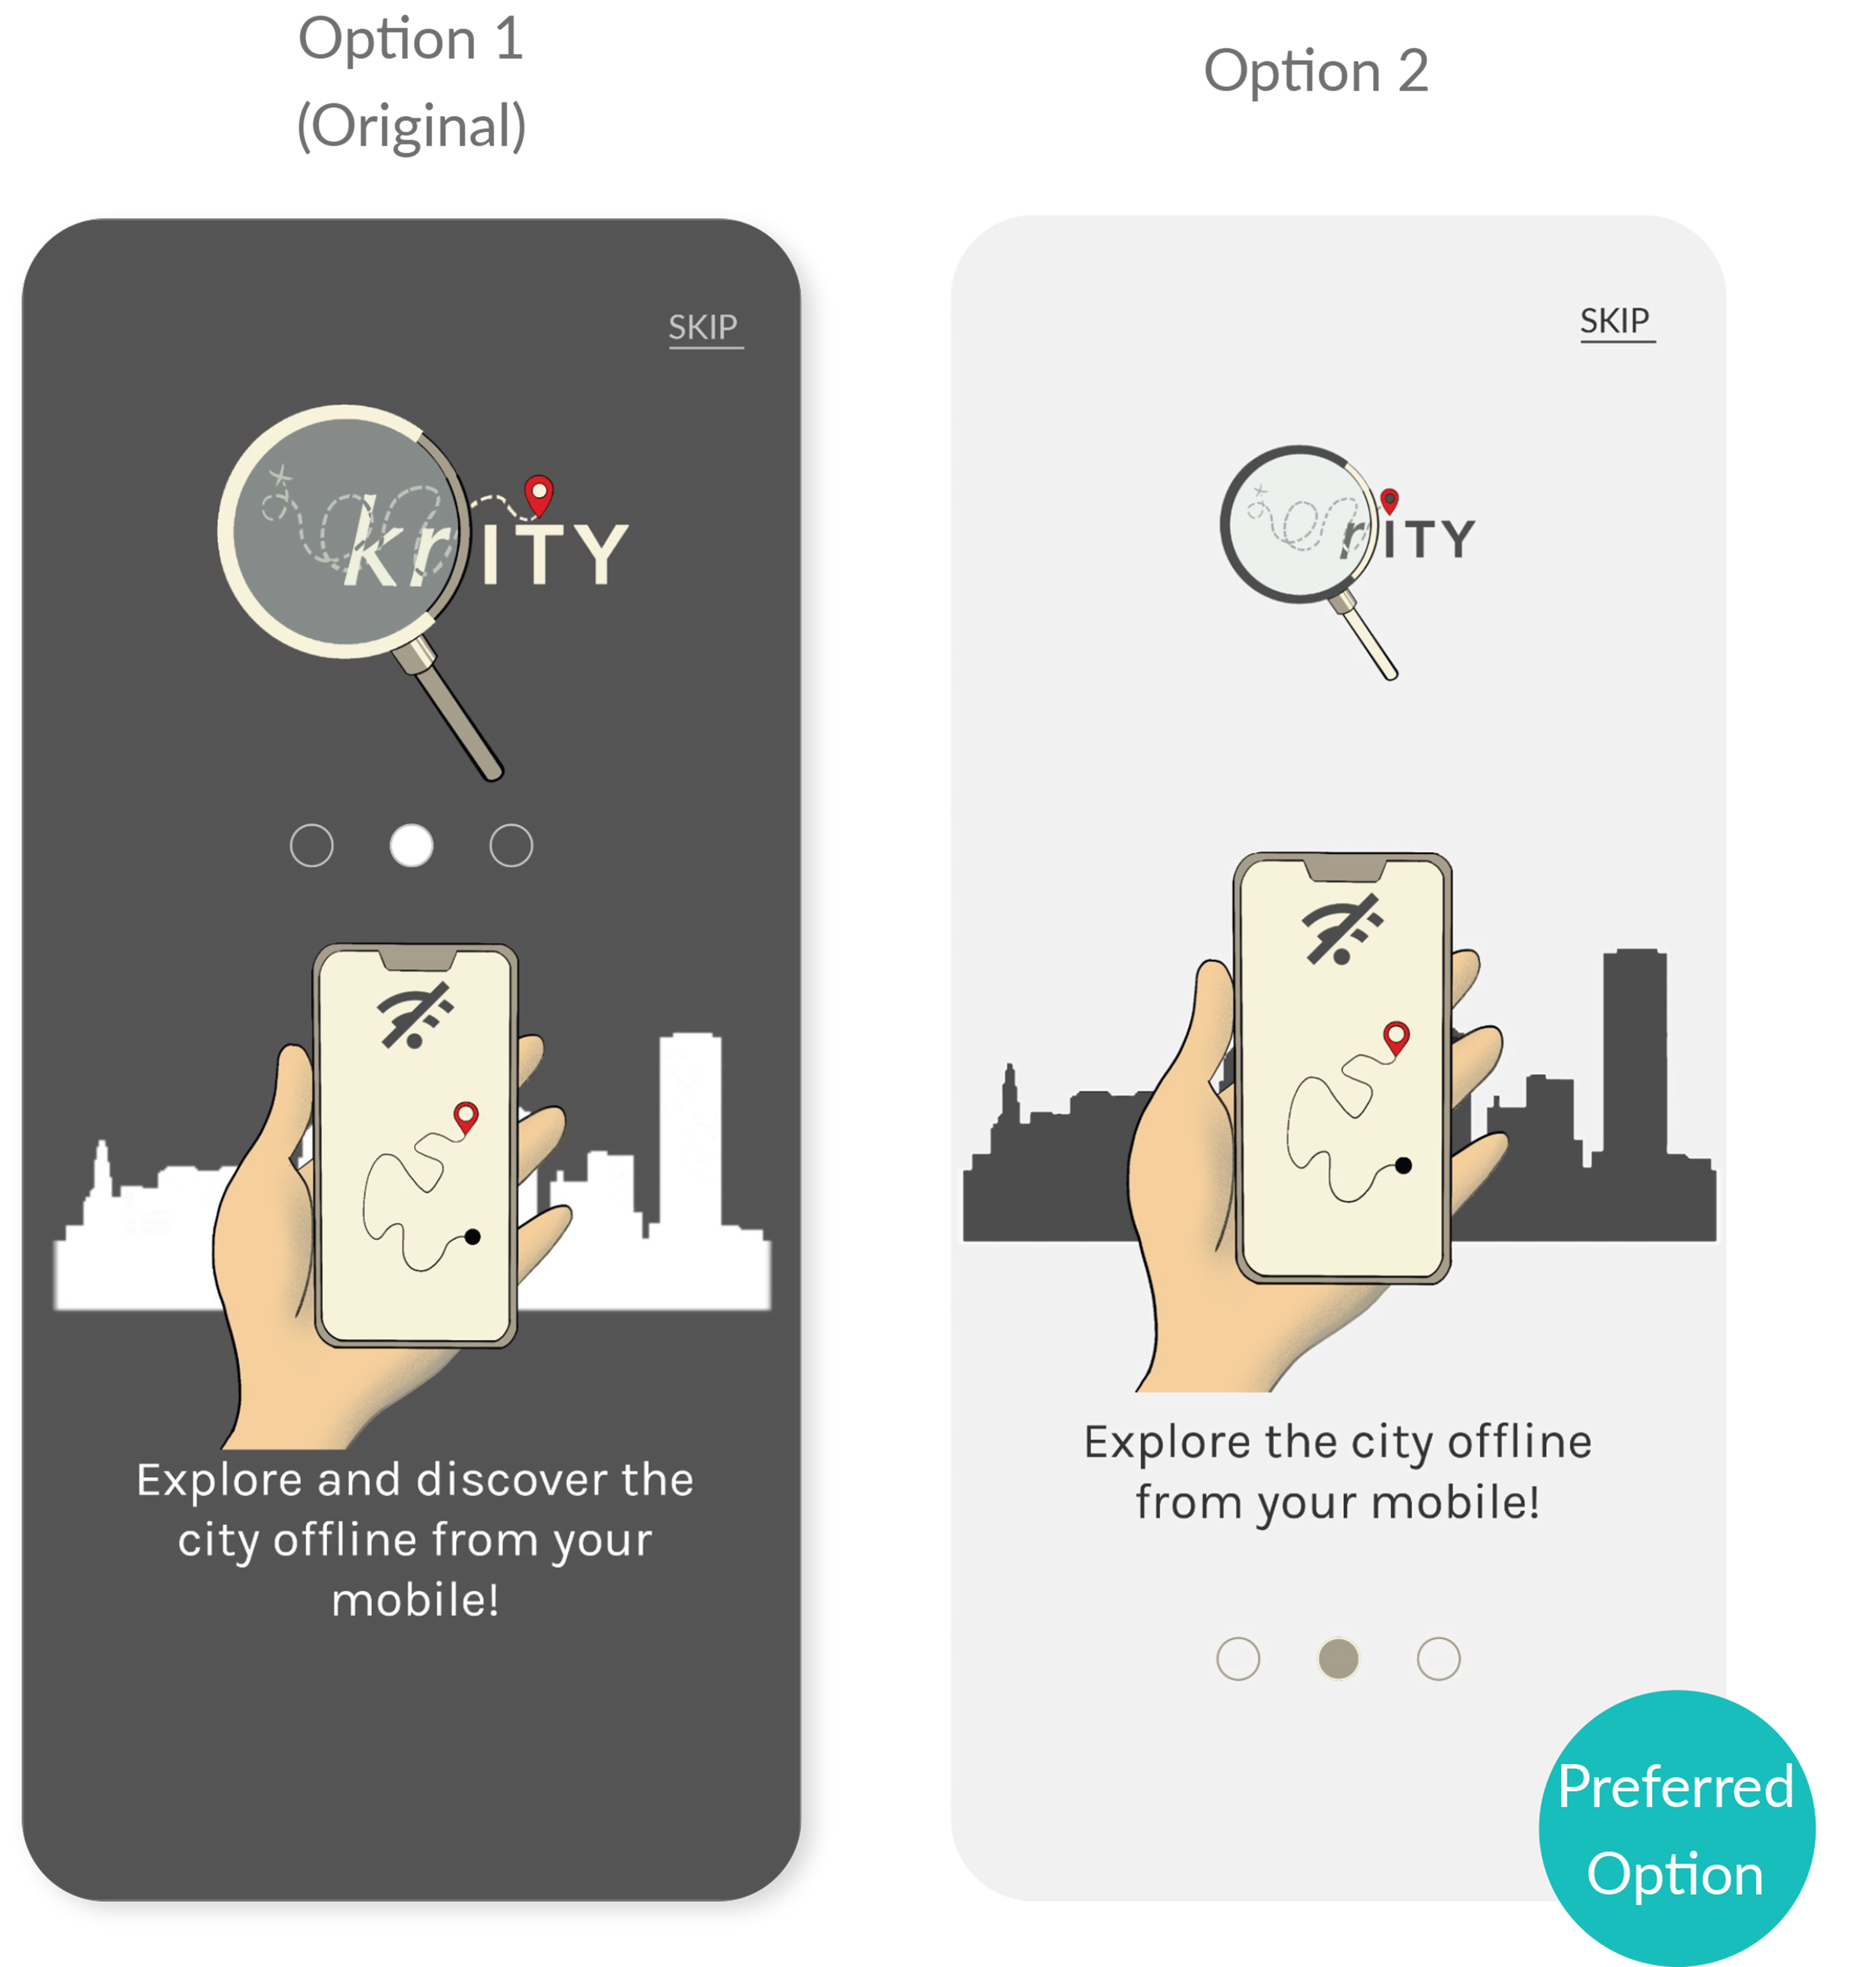 Option 1
(Original)
SKIP
krITY
Explore and discover the
city offline from your
mobile!
Option 2
SKIP
rITY
Explore the city offline
from your mobile!
Preferred
Option